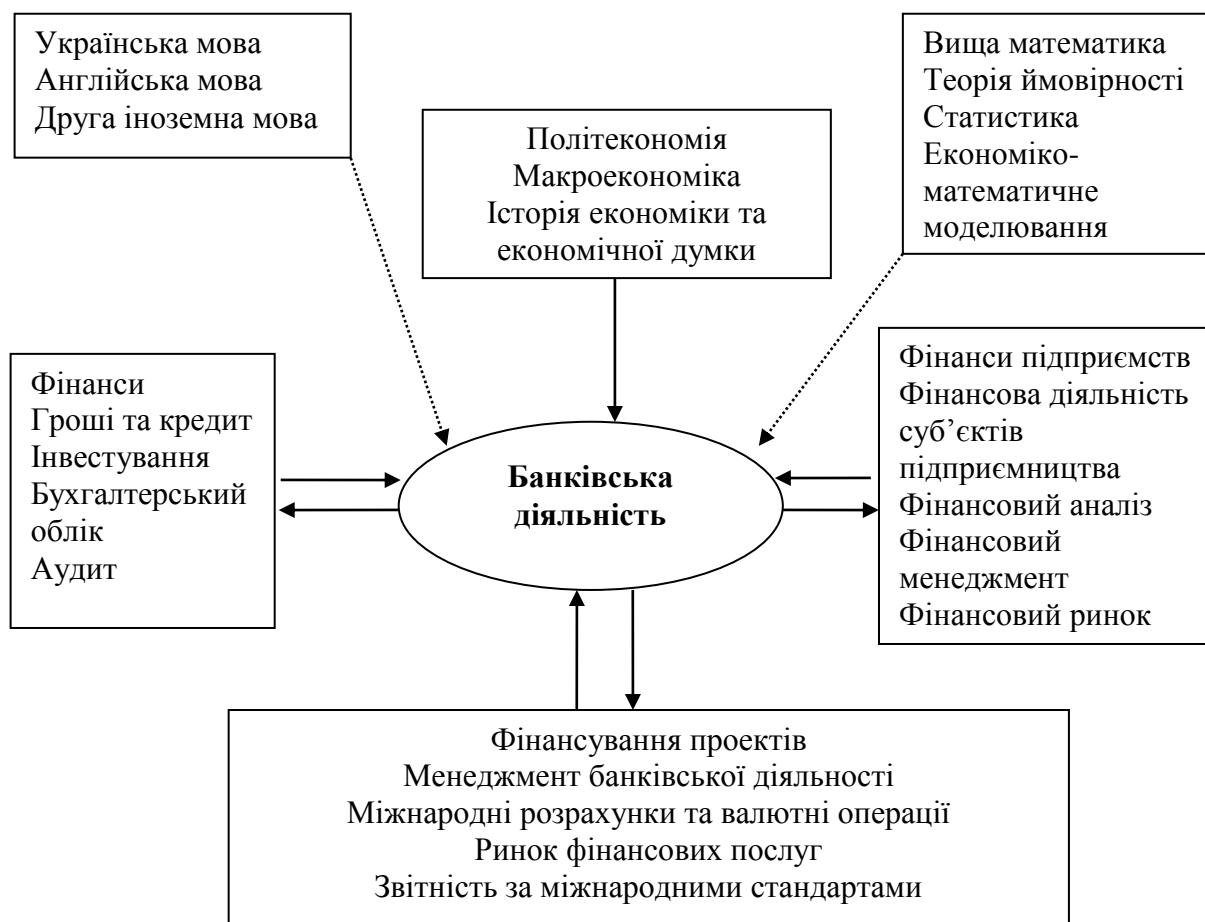 Українська мова
Англійська мова
Друга іноземна мова
Політекономія
Макроекономіка
Історія економіки та
економічної думки
Вища математика
Теорія ймовірності
Статистика
Економіко-
математичне
моделювання
Фінанси
Гроші та кредит
Інвестування
Бухгалтерський
облік
Аудит
Банківська
діяльність
Фінанси підприємств
Фінансова діяльність
суб’єктів
підприємництва
Фінансовий аналіз
Фінансовий
менеджмент
Фінансовий ринок
Фінансування проектів
Менеджмент банківської діяльності
Міжнародні розрахунки та валютні операції
Ринок фінансових послуг
Звітність за міжнародними стандартами